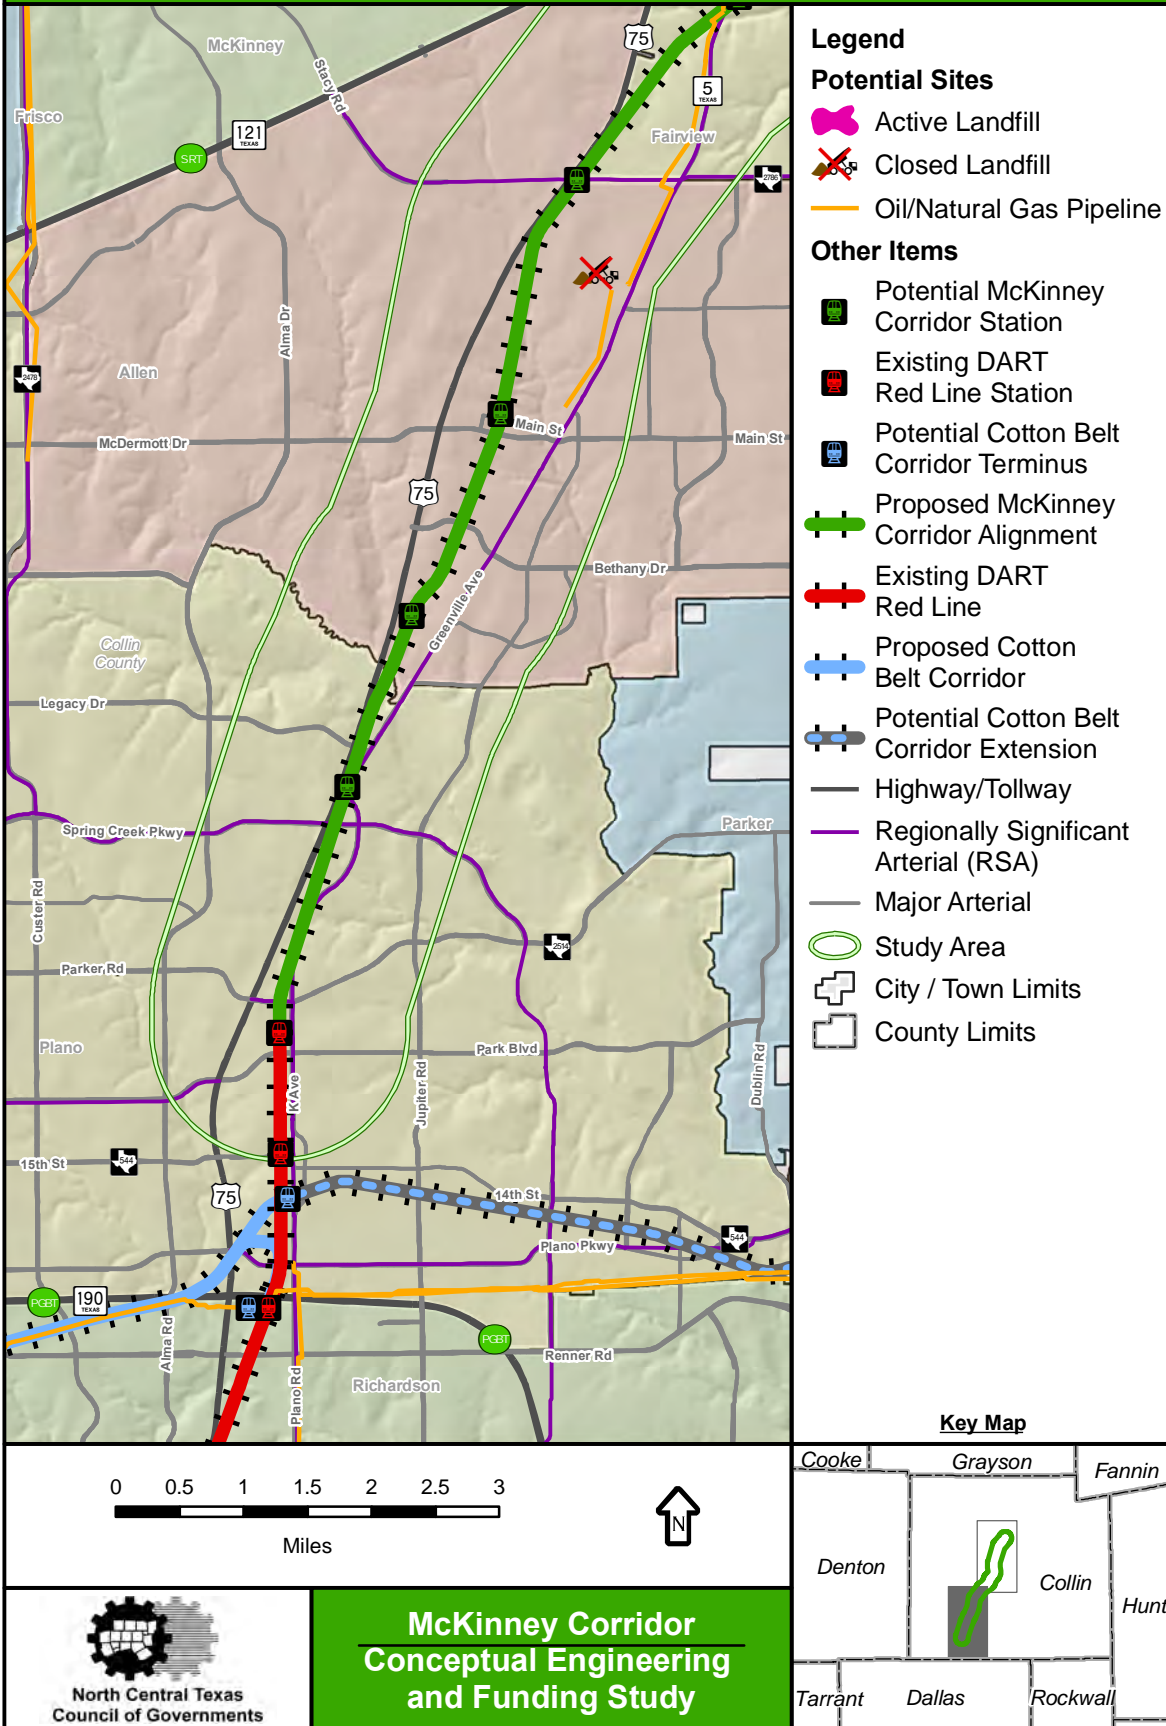 McKinney
Stacy Rd
75
5
TEXAS
Frisco
121
TEXAS
SRT
Fairview
2786
Alma Dr
Allen
2478
Main St
McDermott Dr
Main St
75
Bethany Dr
Greenville Ave
Collin
County
Legacy Dr
Spring Creek Pkwy
Parker
Custer Rd
2514
Parker Rd
Plano
Park Blvd
K Ave
Jupiter Rd
Dublin Rd
15th St
544
75
14th St
544
Plano Pkwy
PGBT
190
TEXAS
Alma Rd
PGBT
Renner Rd
Plano Rd
Richardson
Legend
Potential Sites
Active Landfill
Closed Landfill
Oil/Natural Gas Pipeline
Other Items
Potential McKinney
Corridor Station
Existing DART
Red Line Station
Potential Cotton Belt
Corridor Terminus
Proposed McKinney
Corridor Alignment
Existing DART
Red Line
Proposed Cotton
Belt Corridor
Potential Cotton Belt
Corridor Extension
Highway/Tollway
Regionally Significant
Arterial (RSA)
Major Arterial
Study Area
City / Town Limits
County Limits
Key Map
Cooke
Grayson
Fannin
Denton
Collin
Hunt
Tarrant
Dallas
Rockwall
0 0.5 1 1.5 2 2.5 3
Miles
N
North Central Texas
Council of Governments
McKinney Corridor
Conceptual Engineering
and Funding Study